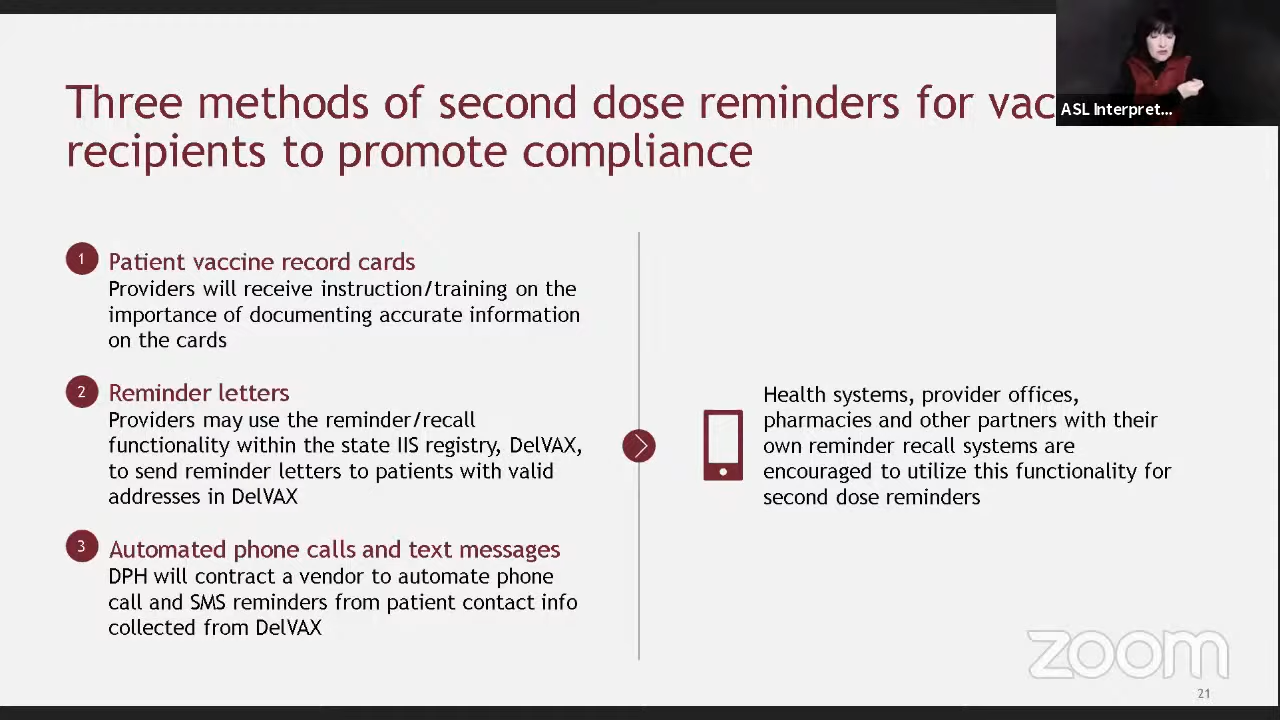 Three methods of second dose reminders for vac
recipients to promote compliance
ASL Interpret...
1
Patient vaccine record cards
Providers will receive instruction/training on the
importance of documenting accurate information
on the cards
2
Reminder letters
Providers may use the reminder/recall
functionality within the state IIS registry, DelVAX,
to send reminder letters to patients with valid
addresses in DelVAX
3
Automated phone calls and text messages
DPH will contract a vendor to automate phone
call and SMS reminders from patient contact info
collected from DelVAX
Health systems, provider offices,
pharmacies and other partners with their
own reminder recall systems are
encouraged to utilize this functionality for
second dose reminders
zoom
21